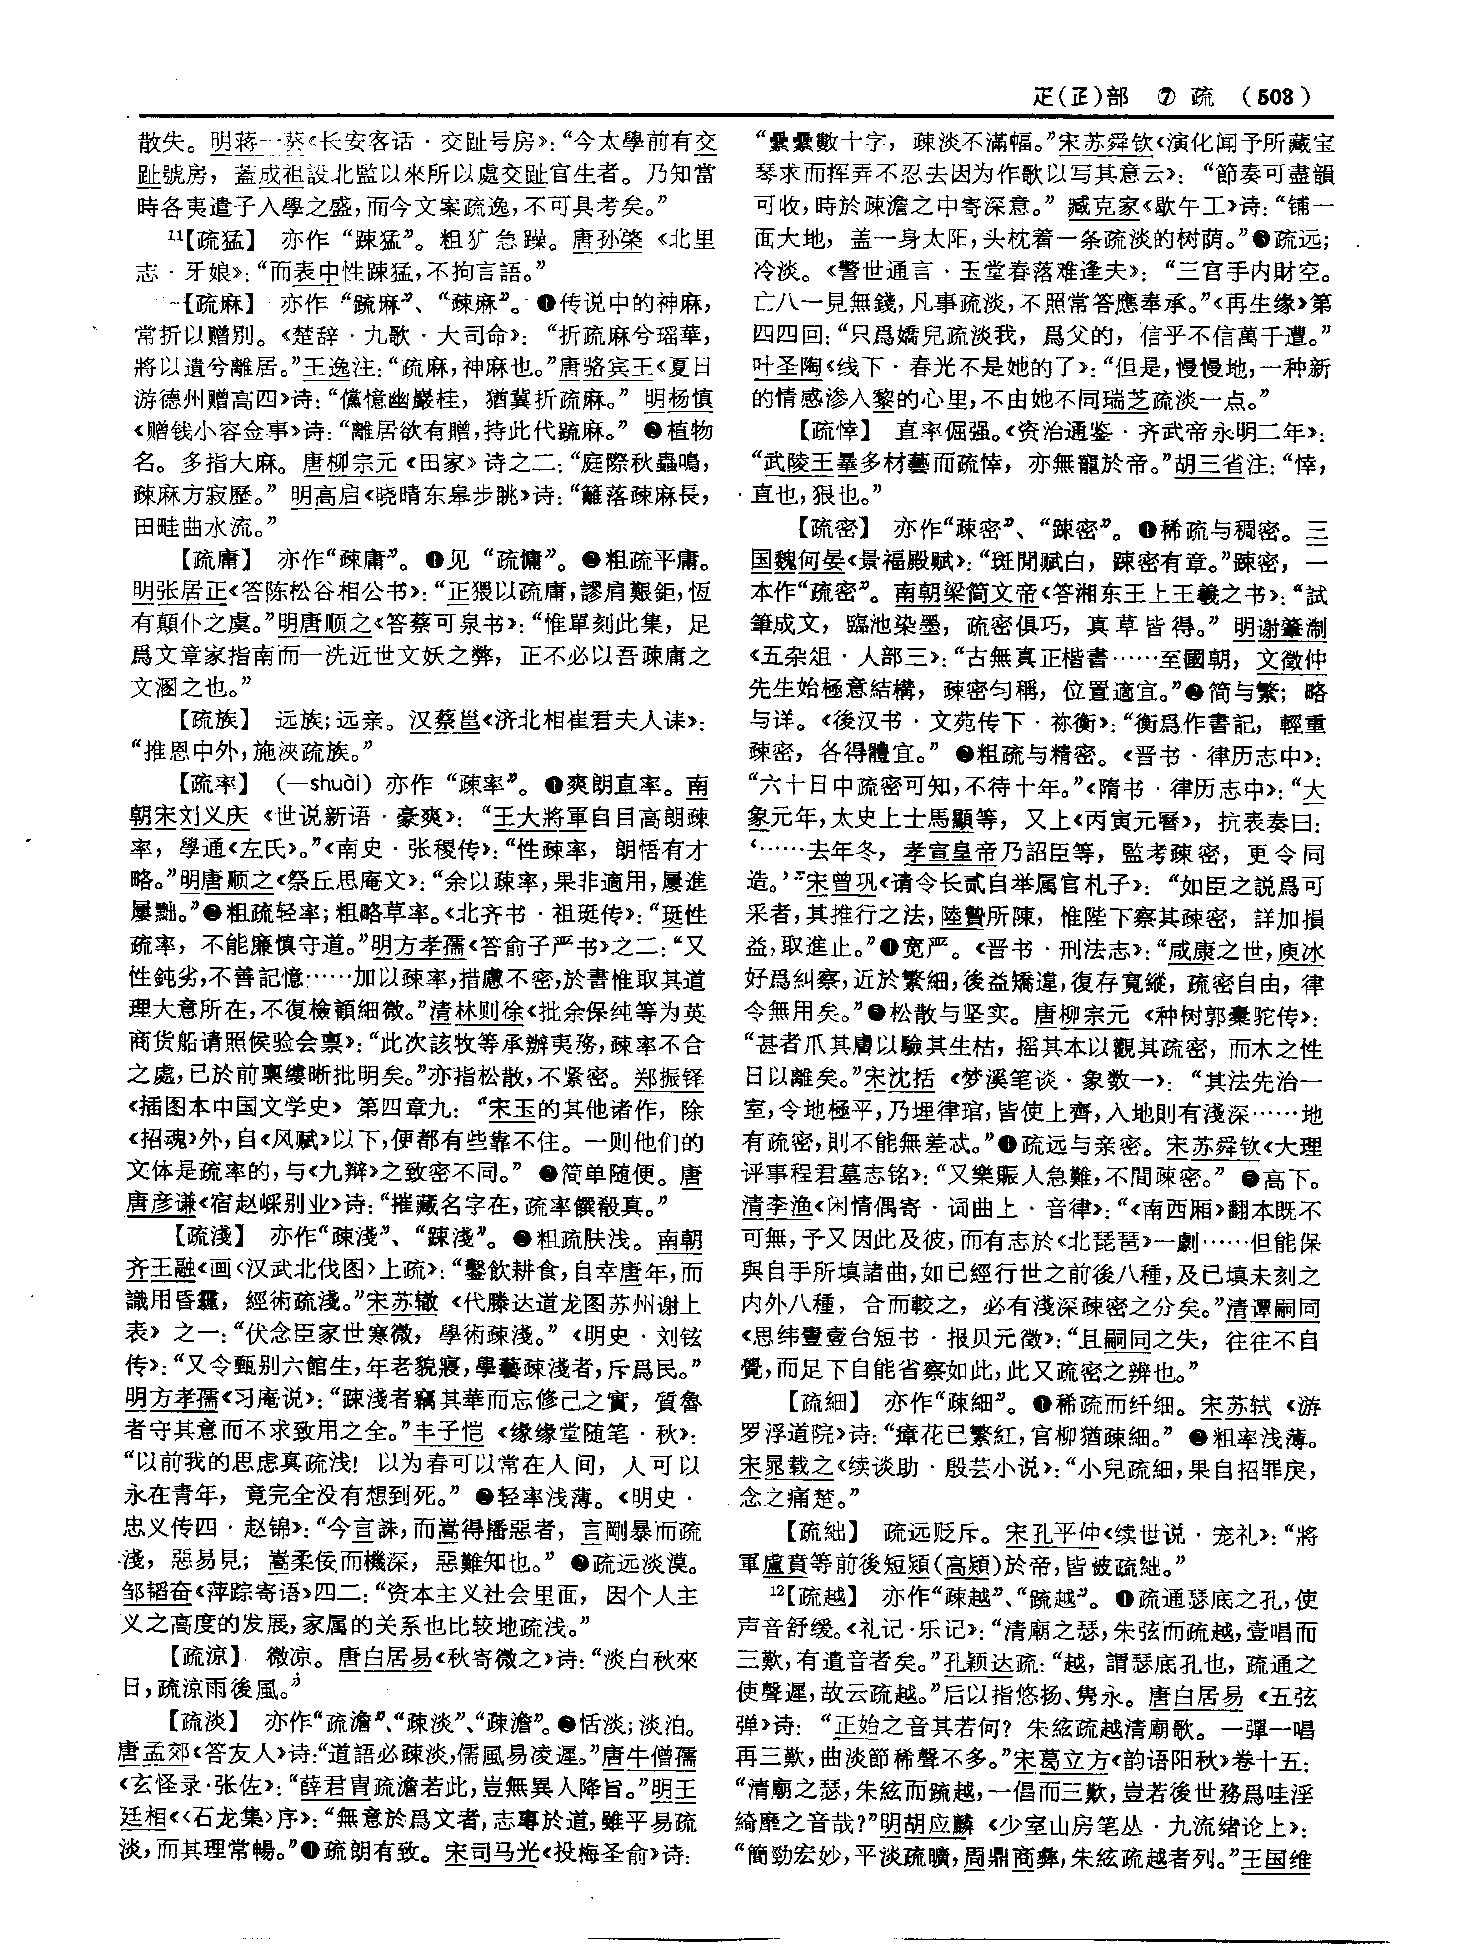 疋(𤴔)部 ⑦ 疏 (503)
散失。明蒋一葵《长安客话·交趾号房》：“今太學前有交
趾號房，蓋成祖設北監以來所以處交趾官生者。乃知當
時各夷遣子入學之盛，而今文案疏逸，不可具考矣。”
11【疏猛】 亦作“踈猛”。粗犷急躁。唐孙棨《北里
志·牙娘》：“而表中性踈猛，不拘言語。”
【疏麻】 亦作“䟽麻”、“疎麻”。❶传说中的神麻，
常折以赠别。《楚辞·九歌·大司命》：“折疏麻兮瑶華，
將以遺兮離居。”王逸注：“疏麻，神麻也。”唐骆宾王《夏日
游德州赠高四》诗：“儻憶幽巖桂，猶冀折疏麻。” 明杨慎
《赠钱小容佥事》诗：“離居欲有贈，持此代䟽麻。” ❷植物
名。多指大麻。唐柳宗元《田家》诗之二：“庭際秋蟲鳴，
疎麻方寂歷。” 明高启《晓晴东皋步眺》诗：“籬落疎麻長，
田畦曲水流。”
【疏庸】 亦作“疎庸”。❶见“疏慵”。❷粗疏平庸。
明张居正《答陈松谷相公书》：“正猥以疏庸，謬肩艱鉅，恆
有顛仆之虞。”明唐顺之《答蔡可泉书》：“惟單刻此集，足
爲文章家指南而一洗近世文妖之弊，正不必以吾疎庸之
文溷之也。”
【疏族】 远族；远亲。汉蔡邕《济北相崔君夫人诔》：
“推恩中外，施浹疏族。”
【疏率】 （—shuài）亦作“疎率”。❶爽朗直率。南
朝宋刘义庆《世说新语·豪爽》：“王大將軍自目高朗疎
率，學通《左氏》。”《南史·张稷传》：“性疎率，朗悟有才
略。”明唐顺之《祭丘思庵文》：“余以疎率，果非適用，屢進
屢黜。”❷粗疏轻率；粗略草率。《北齐书·祖珽传》：“珽性
疏率，不能廉慎守道。”明方孝孺《答俞子严书》之二：“又
性鈍劣，不善記憶……加以疎率，措慮不密，於書惟取其道
理大意所在，不復檢顧細微。”清林则徐《批余保纯等为英
商货船请照候验会禀》：“此次該牧等承辦夷務，疎率不合
之處，已於前稟縷晰批明矣。”亦指松散，不紧密。郑振铎
《插图本中国文学史》第四章九：“宋玉的其他诸作，除
《招魂》外，自《风赋》以下，便都有些靠不住。一则他们的
文体是疏率的，与《九辩》之致密不同。” ❸简单随便。唐
唐彦谦《宿赵㟧别业》诗：“摧藏名字在，疏率饌殽真。”
【疏淺】 亦作“疎淺”、“踈淺”。❶粗疏肤浅。南朝
齐王融《画〈汉武北伐图〉上疏》：“鑿飲耕食，自幸唐年，而
識用昏霾，經術疏淺。”宋苏辙《代滕达道龙图苏州谢上
表》之一：“伏念臣家世寒微，學術疎淺。”《明史·刘铉
传》：“又令甄别六館生，年老貌寢，學藝疎淺者，斥爲民。”
明方孝孺《习庵说》：“踈淺者竊其華而忘修己之實，質魯
者守其意而不求致用之全。”丰子恺《缘缘堂随笔·秋》：
“以前我的思虑真疏浅！以为春可以常在人间，人可以
永在青年，竟完全没有想到死。” ❷轻率浅薄。《明史·
忠义传四·赵锦》：“今言誅，而嵩得播惡者，言剛暴而疏
淺，惡易見；嵩柔佞而機深，惡難知也。” ❸疏远淡漠。
邹韬奋《萍踪寄语》四二：“资本主义社会里面，因个人主
义之高度的发展，家属的关系也比较地疏浅。”
【疏涼】 微凉。唐白居易《秋寄微之》诗：“淡白秋來
日，疏涼雨後風。”
【疏淡】 亦作“疏澹”、“疎淡”、“疎澹”。❶恬淡；淡泊。
唐孟郊《答友人》诗：“道語必疎淡，儒風易凌遲。”唐牛僧孺
《玄怪录·张佐》：“薛君胄疏澹若此，豈無異人降旨。”明王
廷相《〈石龙集〉序》：“無意於爲文者，志專於道，雖平易疏
淡，而其理常暢。”❷疏朗有致。宋司马光《投梅圣俞》诗：
“纍纍數十字，疎淡不滿幅。”宋苏舜钦《演化闻予所藏宝
琴求而挥弄不忍去因为作歌以写其意云》：“節奏可盡韻
可收，時於疎澹之中寄深意。” 臧克家《歇午工》诗：“铺一
面大地，盖一身太阳，头枕着一条疏淡的树荫。”❸疏远；
冷淡。《警世通言·玉堂春落难逢夫》：“三官手内財空。
亡八一見無錢，凡事疏淡，不照常答應奉承。”《再生缘》第
四四回：“只爲嬌兒疏淡我，爲父的，信乎不信萬千遭。”
叶圣陶《线下·春光不是她的了》：“但是，慢慢地，一种新
的情感渗入黎的心里，不由她不同瑞芝疏淡一点。”
【疏悻】 直率倔强。《资治通鉴·齐武帝永明二年》：
“武陵王曅多材藝而疏悻，亦無寵於帝。”胡三省注：“悻，
直也，狠也。”
【疏密】 亦作“疎密”、“踈密”。❶稀疏与稠密。三
国魏何晏《景福殿赋》：“斑閒賦白，踈密有章。”踈密，一
本作“疏密”。南朝梁简文帝《答湘东王上王羲之书》：“試
筆成文，臨池染墨，疏密俱巧，真草皆得。” 明谢肇淛
《五杂俎·人部三》：“古無真正楷書……至國朝，文徵仲
先生始極意結構，疎密匀稱，位置適宜。”❷简与繁；略
与详。《後汉书·文苑传下·祢衡》：“衡爲作書記，輕重
疎密，各得體宜。” ❸粗疏与精密。《晋书·律历志中》：
“六十日中疏密可知，不待十年。”《隋书·律历志中》：“大
象元年，太史上士馬顯等，又上《丙寅元曆》，抗表奏曰：
‘……去年冬，孝宣皇帝乃詔臣等，監考疎密，更令同
造。’”宋曾巩《请令长贰自举属官札子》：“如臣之説爲可
采者，其推行之法，陸贄所陳，惟陛下察其疎密，詳加損
益，取進止。”❹宽严。《晋书·刑法志》：“咸康之世，庾冰
好爲糾察，近於繁細，後益矯違，復存寬縱，疏密自由，律
令無用矣。”❺松散与坚实。唐柳宗元《种树郭橐驼传》：
“甚者爪其膚以驗其生枯，摇其本以觀其疏密，而木之性
日以離矣。”宋沈括《梦溪笔谈·象数一》：“其法先治一
室，令地極平，乃埋律琯，皆使上齊，入地則有淺深……地
有疏密，則不能無差忒。”❻疏远与亲密。宋苏舜钦《大理
评事程君墓志铭》：“又樂賑人急難，不間疎密。” ❼高下。
清李渔《闲情偶寄·词曲上·音律》：“《南西厢》翻本既不
可無，予又因此及彼，而有志於《北琵琶》一劇……但能保
與自手所填諸曲，如已經行世之前後八種，及已填未刻之
内外八種，合而較之，必有淺深疎密之分矣。”清谭嗣同
《思纬壹壹台短书·报贝元徵》：“且嗣同之失，往往不自
覺，而足下自能省察如此，此又疏密之辨也。”
【疏細】 亦作“疎細”。❶稀疏而纤细。宋苏轼《游
罗浮道院》诗：“瘴花已繁紅，官柳猶疎細。” ❷粗率浅薄。
宋晁载之《续谈助·殷芸小说》：“小兒疏細，果自招罪戾，
念之痛楚。”
【疏絀】 疏远贬斥。宋孔平仲《续世说·宠礼》：“將
軍盧賁等前後短熲(高熲)於帝，皆被疏絀。”
12【疏越】 亦作“疎越”、“䟽越”。❶疏通瑟底之孔，使
声音舒缓。《礼记·乐记》：“清廟之瑟，朱弦而疏越，壹唱而
三歎，有遺音者矣。”孔颖达疏：“越，謂瑟底孔也，疏通之
使聲遲，故云疏越。”后以指悠扬、隽永。唐白居易《五弦
弹》诗：“正始之音其若何？朱絃疏越清廟歌。一彈一唱
再三歎，曲淡節稀聲不多。”宋葛立方《韵语阳秋》卷十五：
“清廟之瑟，朱絃而䟽越，一倡而三歎，豈若後世務爲哇淫
綺靡之音哉？”明胡应麟《少室山房笔丛·九流绪论上》：
“簡勁宏妙，平淡疏曠，周鼎商彝，朱絃疏越者列。”王国维